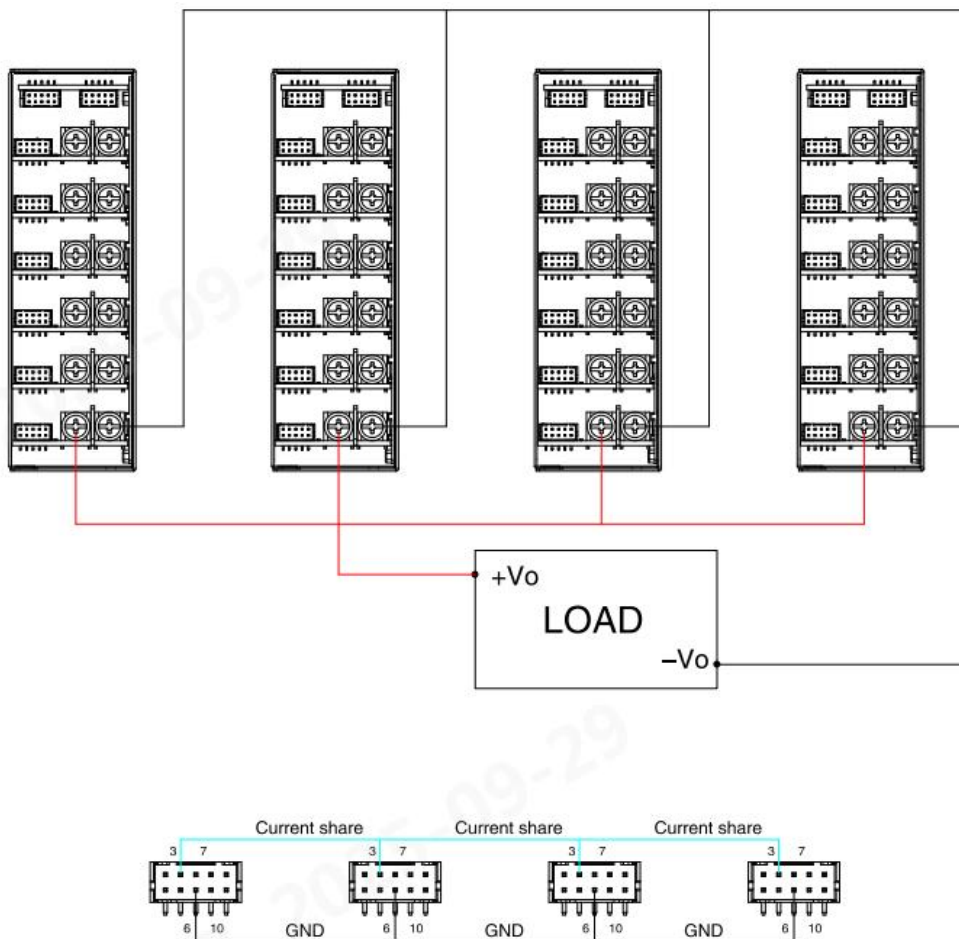 +Vo
LOAD
–Vo
Current share Current share Current share
3 7 3 7 3 7 3 7
6 10 GND 6 10 GND 6 10 GND 6 10